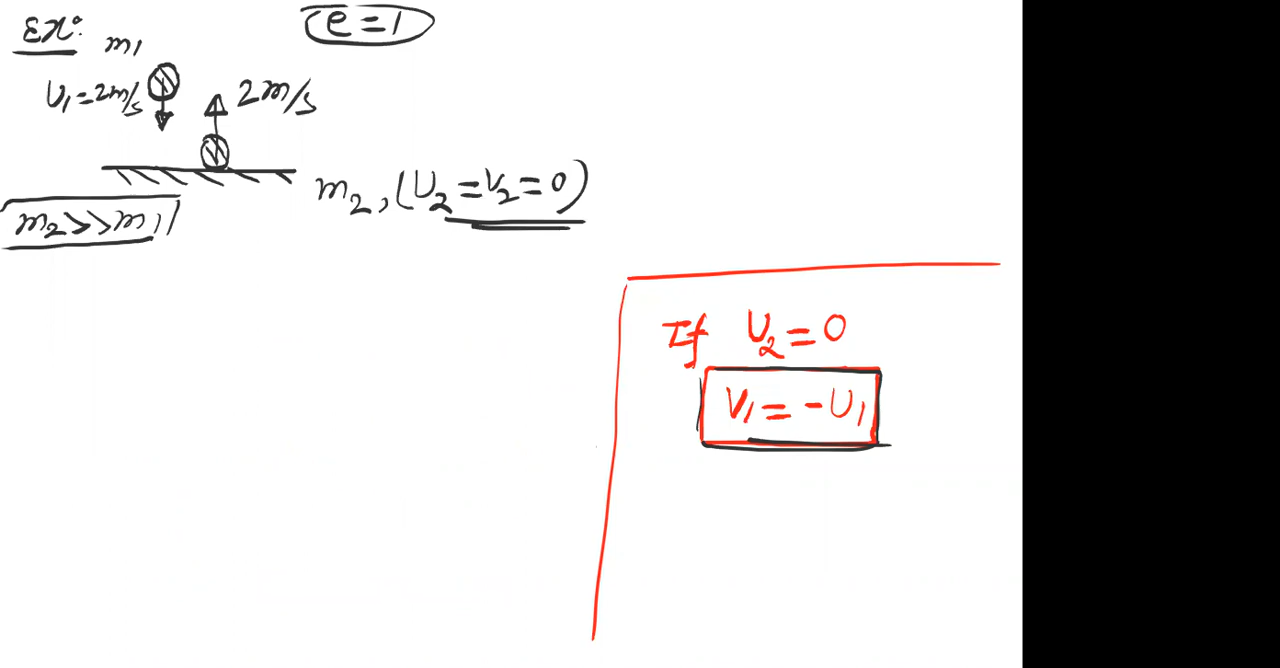 Ex:
e=1
m1
U1=2m/s
2m/s
m2, (U2=V2=0)
m2>>m1
If U2=0
V1=-U1